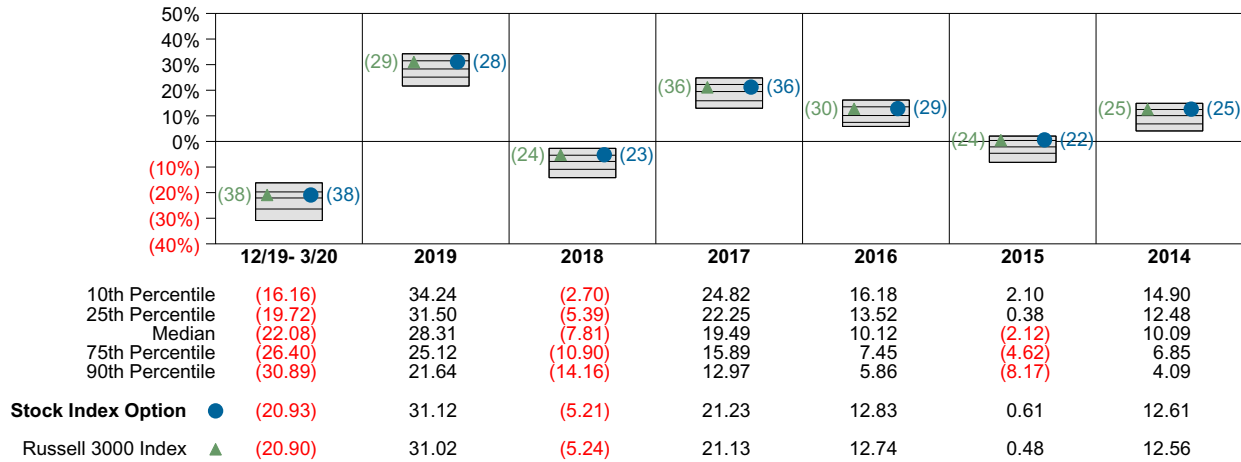 50%
40%
30%
20%
10%
0%
(10%)
(20%)
(30%)
(40%)
(38) (38)
(29) (28)
(24) (23)
(36) (36)
(30) (29)
(24) (22)
(25) (25)
12/19- 3/20 2019 2018 2017 2016 2015 2014
10th Percentile (16.16) 34.24 (2.70) 24.82 16.18 2.10 14.90
25th Percentile (19.72) 31.50 (5.39) 22.25 13.52 0.38 12.48
Median (22.08) 28.31 (7.81) 19.49 10.12 (2.12) 10.09
75th Percentile (26.40) 25.12 (10.90) 15.89 7.45 (4.62) 6.85
90th Percentile (30.89) 21.64 (14.16) 12.97 5.86 (8.17) 4.09
Stock Index Option (20.93) 31.12 (5.21) 21.23 12.83 0.61 12.61
Russell 3000 Index (20.90) 31.02 (5.24) 21.13 12.74 0.48 12.56